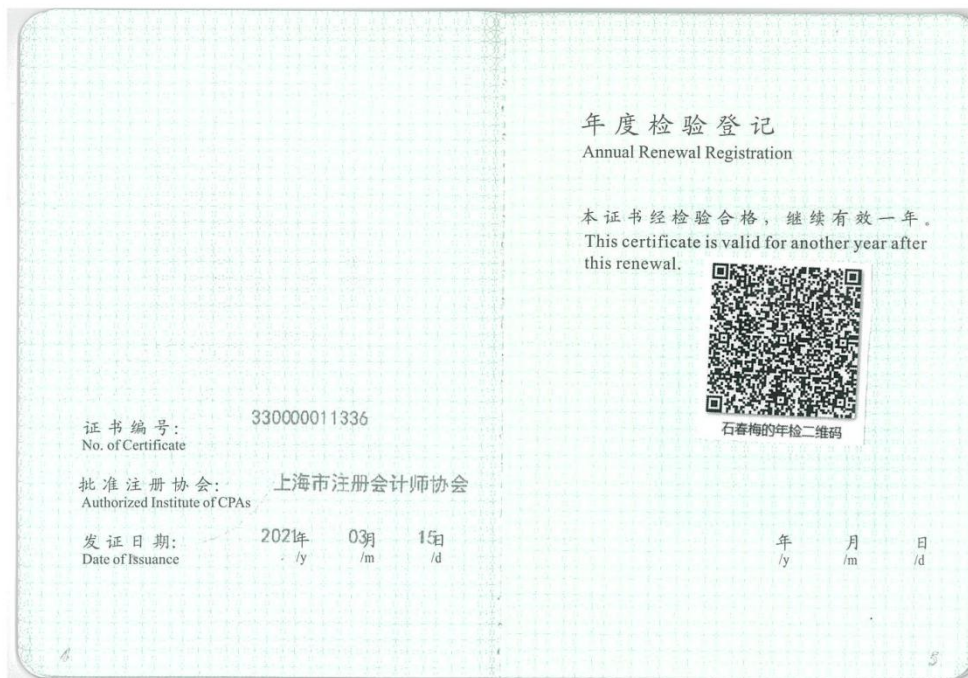 证书编号: 330000011336
No. of Certificate
批准注册协会: 上海市注册会计师协会
Authorized Institute of CPAs
发证日期: 2021年 03月 15日
Date of Issuance /y /m /d
4
年度检验登记
Annual Renewal Registration
本证书经检验合格，继续有效一年。
This certificate is valid for another year after
this renewal.
石春梅的年检二维码
年 月 日
/y /m /d
5